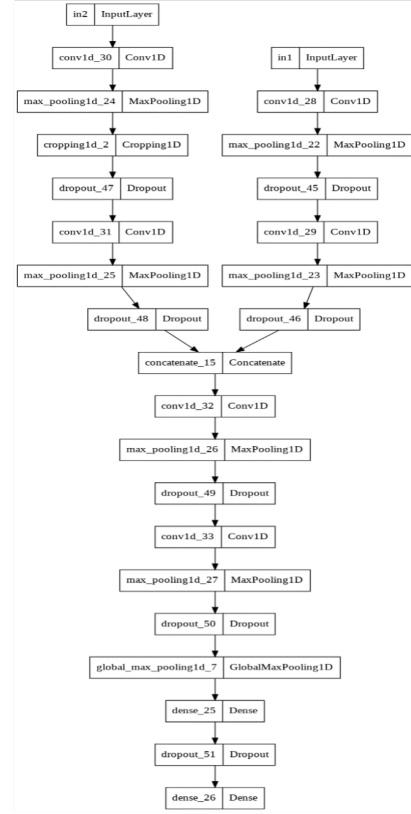 in2 InputLayer
conv1d_30 Conv1D
in1 InputLayer
max_pooling1d_24 MaxPooling1D
conv1d_28 Conv1D
cropping1d_2 Cropping1D
max_pooling1d_22 MaxPooling1D
dropout_47 Dropout
dropout_45 Dropout
conv1d_31 Conv1D
conv1d_29 Conv1D
max_pooling1d_25 MaxPooling1D
max_pooling1d_23 MaxPooling1D
dropout_48 Dropout
dropout_46 Dropout
concatenate_15 Concatenate
conv1d_32 Conv1D
max_pooling1d_26 MaxPooling1D
dropout_49 Dropout
conv1d_33 Conv1D
max_pooling1d_27 MaxPooling1D
dropout_50 Dropout
global_max_pooling1d_7 GlobalMaxPooling1D
dense_25 Dense
dropout_51 Dropout
dense_26 Dense